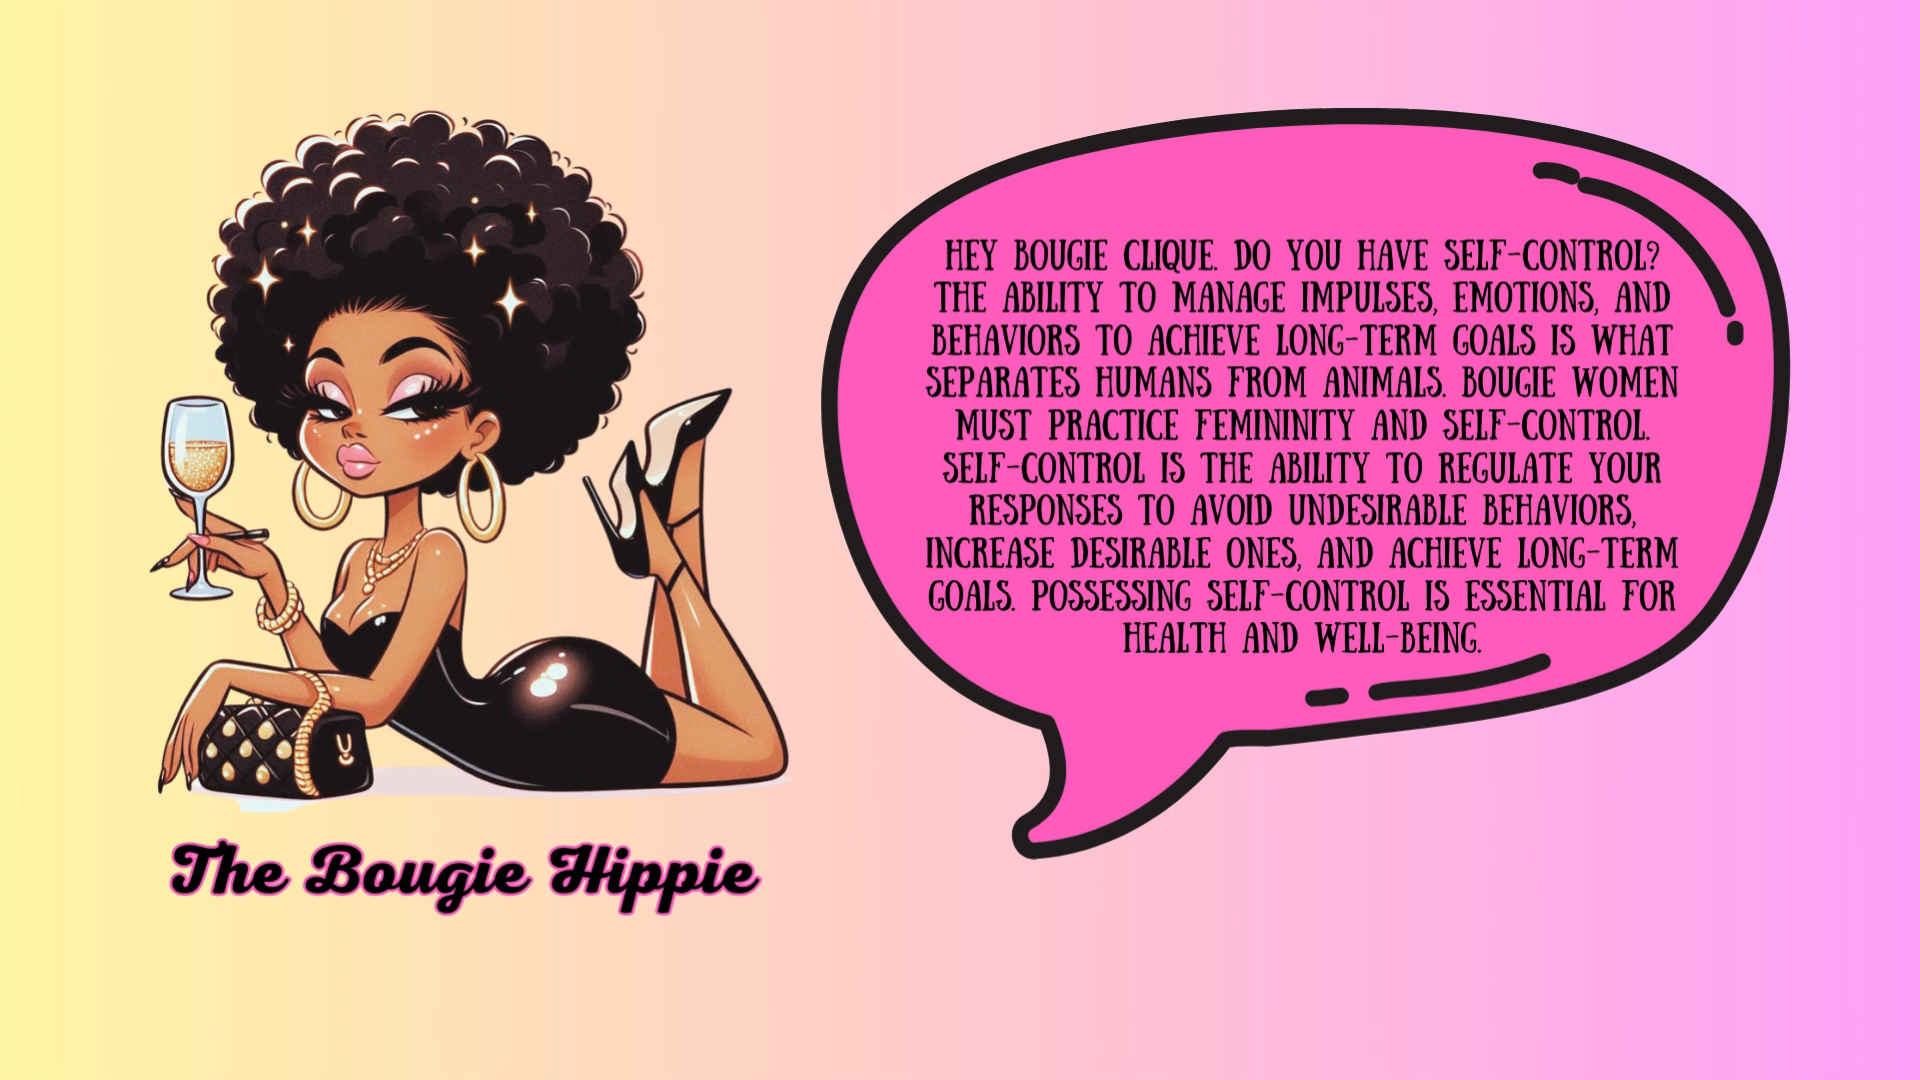 HEY BOUGIE CLIQUE. DO YOU HAVE SELF-CONTROL?
THE ABILITY TO MANAGE IMPULSES, EMOTIONS, AND
BEHAVIORS TO ACHIEVE LONG-TERM GOALS IS WHAT
SEPARATES HUMANS FROM ANIMALS. BOUGIE WOMEN
MUST PRACTICE FEMININITY AND SELF-CONTROL.
SELF-CONTROL IS THE ABILITY TO REGULATE YOUR
RESPONSES TO AVOID UNDESIRABLE BEHAVIORS,
INCREASE DESIRABLE ONES, AND ACHIEVE LONG-TERM
GOALS. POSSESSING SELF-CONTROL IS ESSENTIAL FOR
HEALTH AND WELL-BEING.
The Bougie Hippie